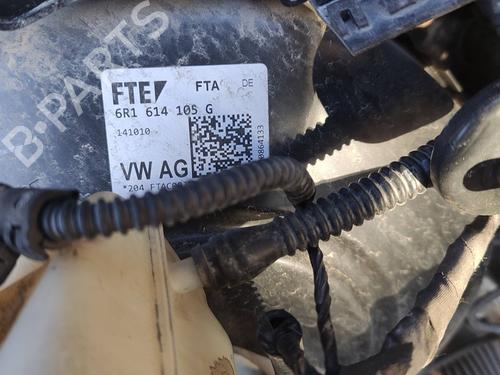 FTE FTA DE
6R1 614 105 G
141010
VW AG
B-PARTS